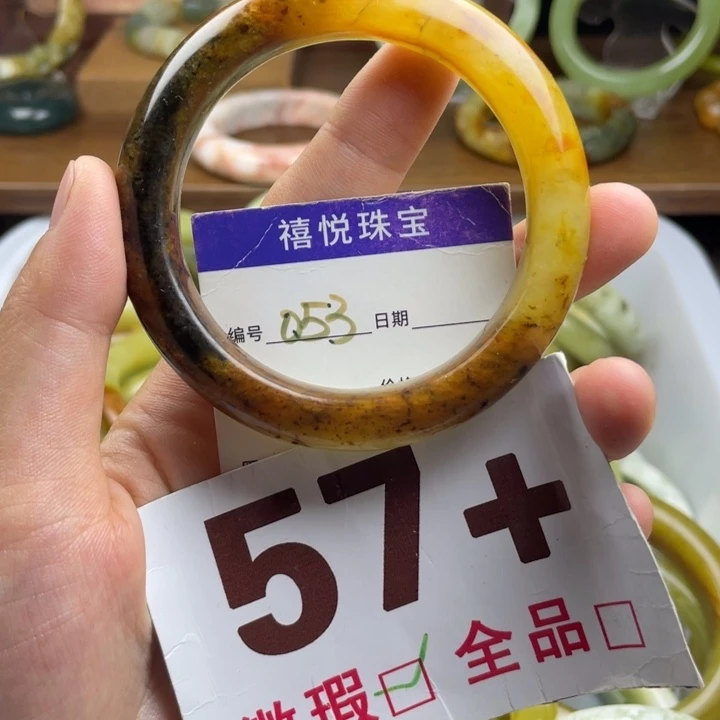 禧悦珠宝
编号 053 日期
57+
微瑕☑ 全品☐